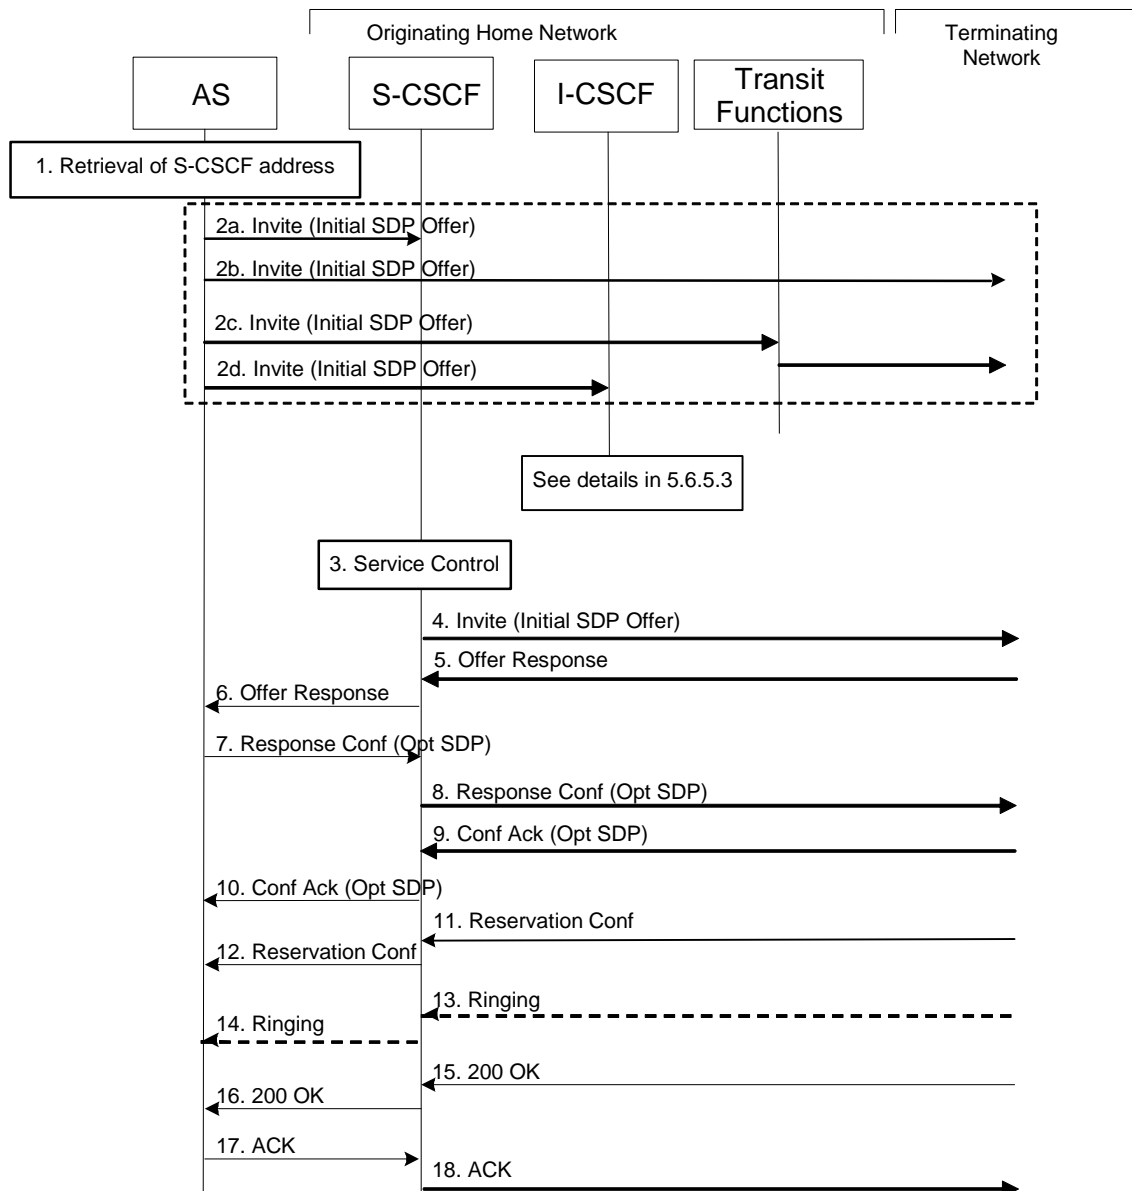 Originating Home Network
Terminating
Network
AS
S-CSCF
I-CSCF
Transit
Functions
1. Retrieval of S-CSCF address
2a. Invite (Initial SDP Offer)
2b. Invite (Initial SDP Offer)
2c. Invite (Initial SDP Offer)
2d. Invite (Initial SDP Offer)
See details in 5.6.5.3
3. Service Control
4. Invite (Initial SDP Offer)
5. Offer Response
6. Offer Response
7. Response Conf (Opt SDP)
8. Response Conf (Opt SDP)
9. Conf Ack (Opt SDP)
10. Conf Ack (Opt SDP)
11. Reservation Conf
12. Reservation Conf
13. Ringing
14. Ringing
15. 200 OK
16. 200 OK
17. ACK
18. ACK